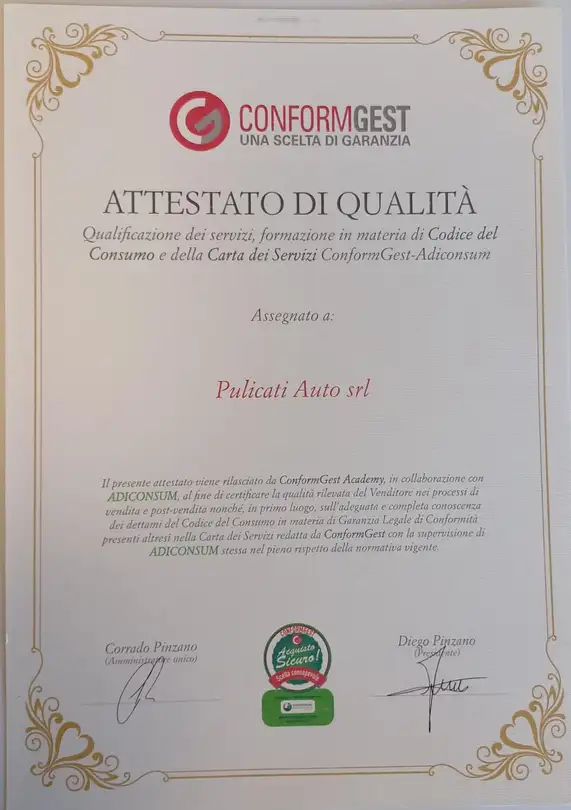 CONFORMGEST
UNA SCELTA DI GARANZIA
ATTESTATO DI QUALITÀ
Qualificazione dei servizi, formazione in materia di Codice del
Consumo e della Carta dei Servizi ConformGest-Adiconsum
Assegnato a:
Pulicati Auto srl
Il presente attestato viene rilasciato da ConformGest Academy, in collaborazione con
ADICONSUM, al fine di certificare la qualità rilevata del Venditore nei processi di
vendita e post-vendita nonché, in primo luogo, sull'adeguata e completa conoscenza
dei dettami del Codice del Consumo in materia di Garanzia Legale di Conformità
presenti altresì nella Carta dei Servizi redatta da ConformGest con la supervisione di
ADICONSUM stessa nel pieno rispetto della normativa vigente.
Corrado Pinzano
(Amministratore unico)
Acquisto
Sicuro!
Scelta consapevole
Diego Pinzano
(Presidente)